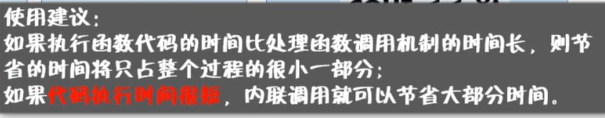 使用建议：
如果执行函数代码的时间比处理函数调用机制的时间长，则节
省的时间将只占整个过程的很小一部分；
如果代码执行时间很短，内联调用就可以节省大部分时间。